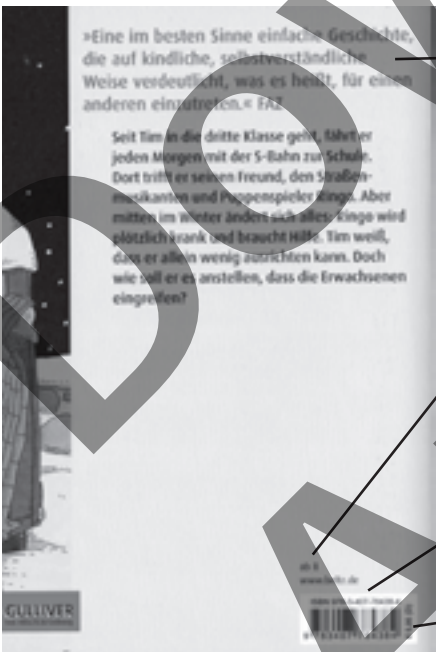 »Eine im besten Sinne einfache Geschichte,
die auf kindliche, selbstverständliche
Weise verdeutlicht, was es heißt, für einen
anderen einzutreten.« FAZ
Seit Tim in die dritte Klasse geht, fährt er
jeden Morgen mit der S-Bahn zur Schule.
Dort trifft er seinen Freund, den Straßen-
musikanten und Puppenspieler Ringo. Aber
mitten im Winter ändert sich alles: Ringo wird
plötzlich krank und braucht Hilfe. Tim weiß,
dass er allein wenig ausrichten kann. Doch
wie soll er es anstellen, dass die Erwachsenen
eingreifen?
ab 8
www.beltz.de
GULLIVER